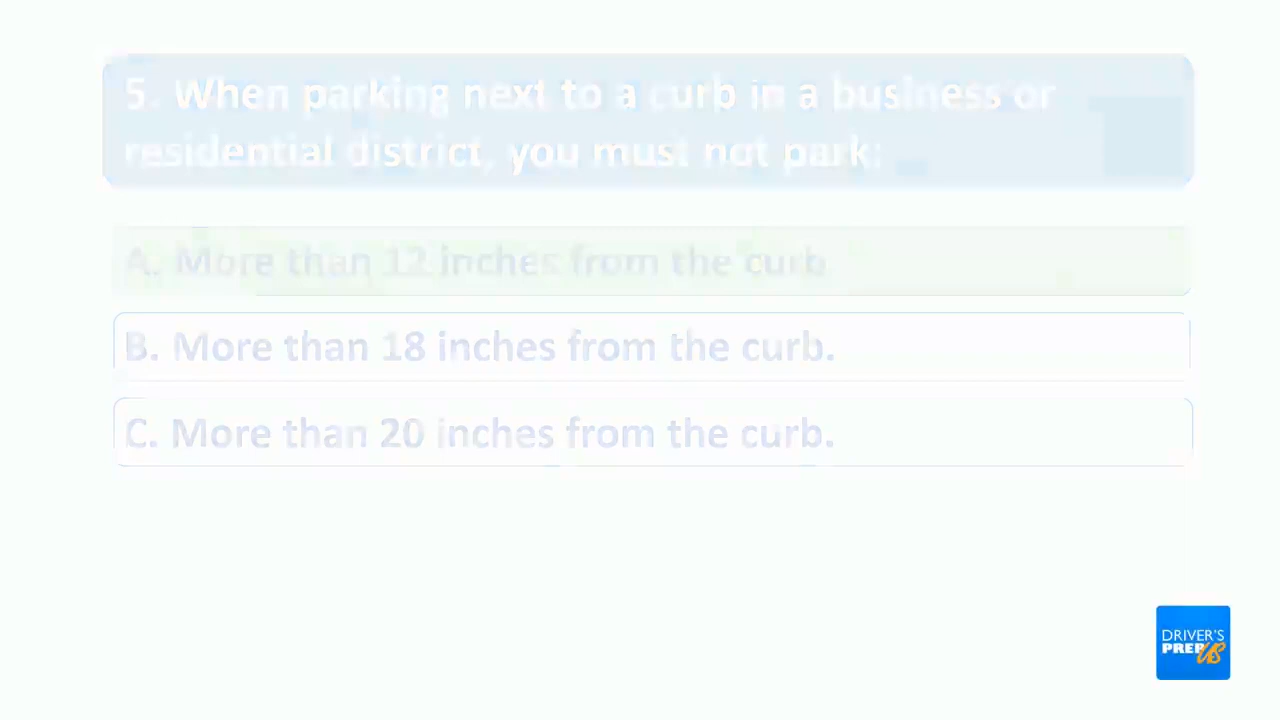 5. When parking next to a curb in a business or
residential district, you must not park:
A. More than 12 inches from the curb
B. More than 18 inches from the curb.
C. More than 20 inches from the curb.
DRIVER'S
PREP US